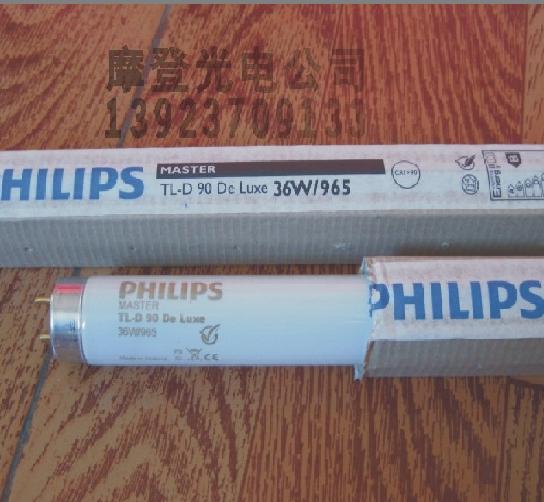 摩登光电公司
13923709133
PHILIPS
MASTER
TL-D 90 De Luxe 36W/965
PHILIPS
MASTER
TL-D 90 De Luxe
36W/965
CE
PHILIPS